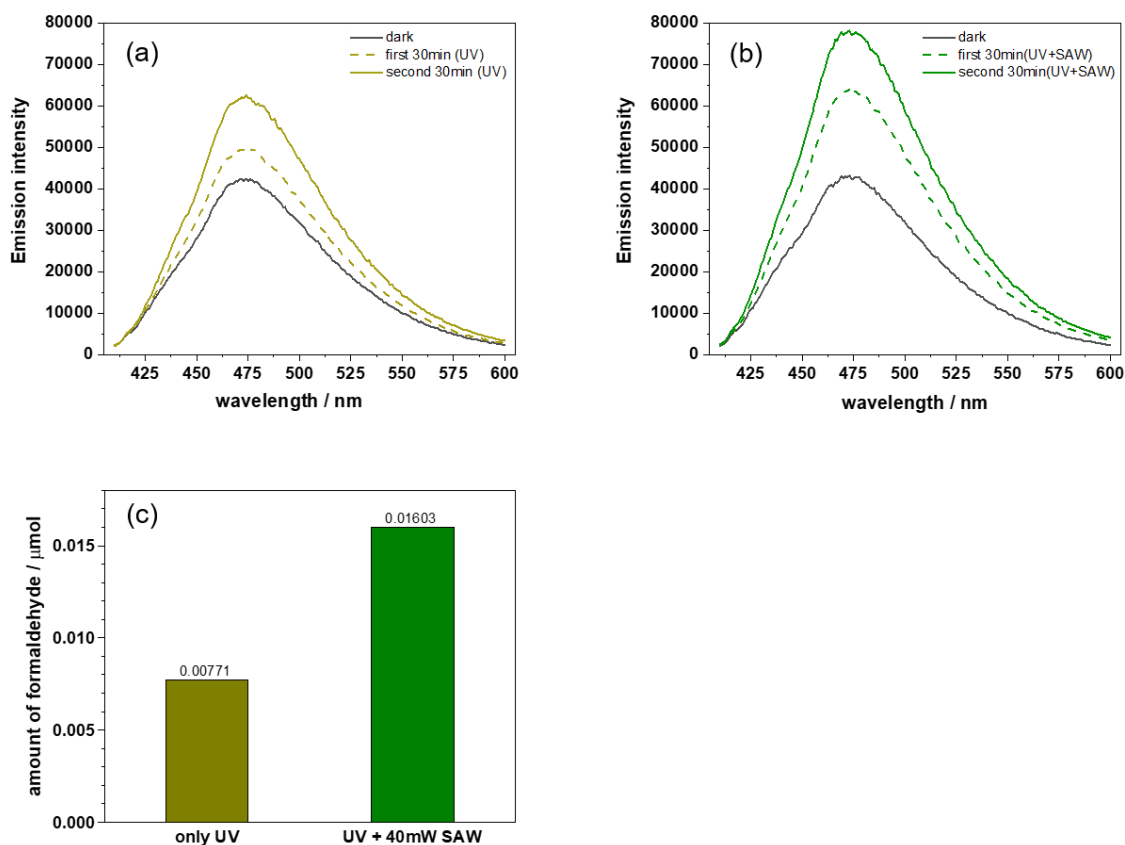 (a)
dark
first 30min (UV)
second 30min (UV)
80000
70000
60000
50000
40000
30000
20000
10000
0
Emission intensity
425 450 475 500 525 550 575 600
wavelength / nm
(b)
dark
first 30min(UV+SAW)
second 30min(UV+SAW)
80000
70000
60000
50000
40000
30000
20000
10000
0
Emission intensity
425 450 475 500 525 550 575 600
wavelength / nm
(c)
0.015
0.010
0.005
0.000
amount of formaldehyde / μmol
0.00771
0.01603
only UV UV + 40mW SAW